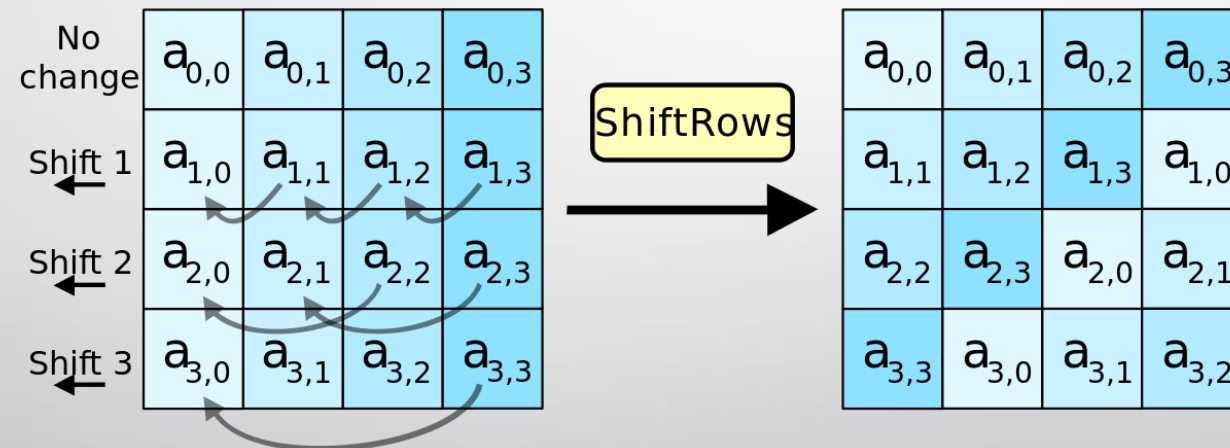 No
change
a0,0 a0,1 a0,2 a0,3
Shift 1
a1,0 a1,1 a1,2 a1,3
Shift 2
a2,0 a2,1 a2,2 a2,3
Shift 3
a3,0 a3,1 a3,2 a3,3
ShiftRows
a0,0 a0,1 a0,2 a0,3
a1,1 a1,2 a1,3 a1,0
a2,2 a2,3 a2,0 a2,1
a3,3 a3,0 a3,1 a3,2